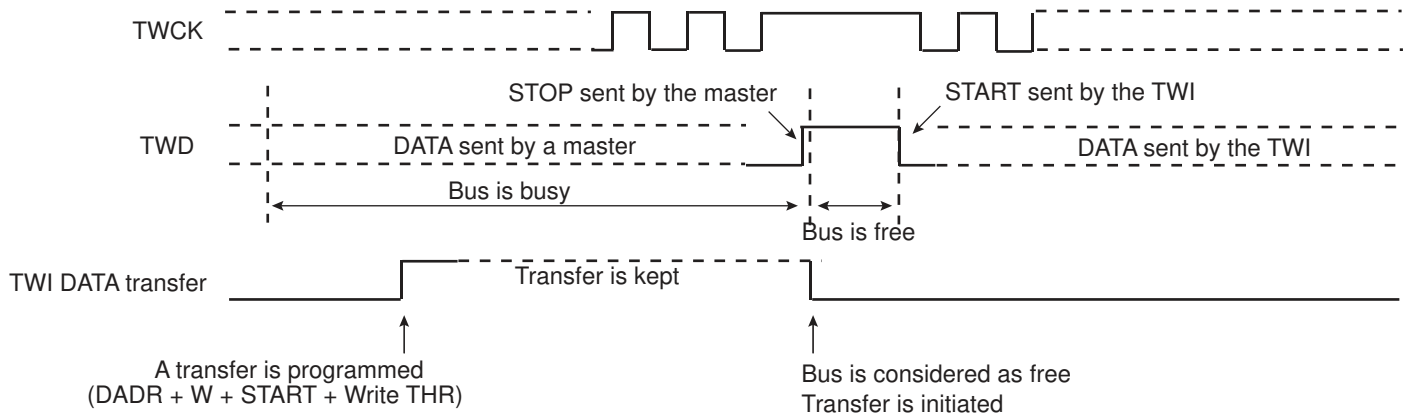 TWCK
STOP sent by the master
START sent by the TWI
TWD
DATA sent by a master
DATA sent by the TWI
Bus is busy
Bus is free
TWI DATA transfer
Transfer is kept
A transfer is programmed
(DADR + W + START + Write THR)
Bus is considered as free
Transfer is initiated